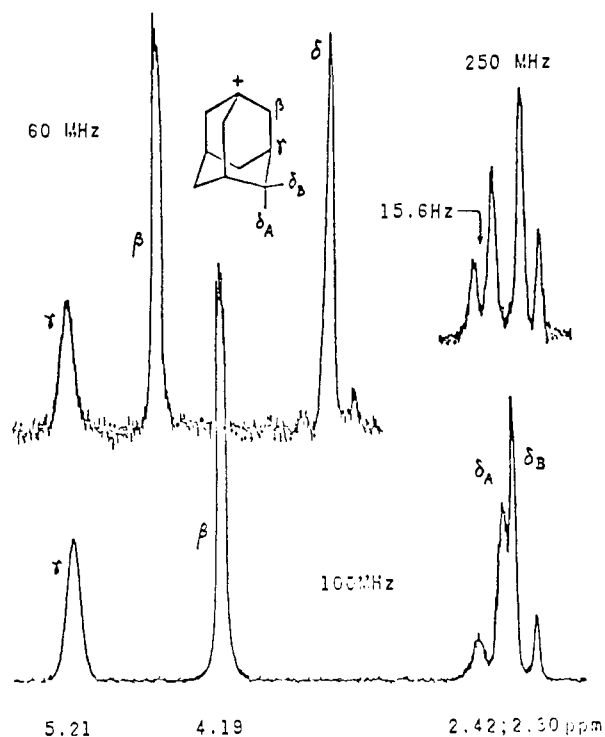 60 MHz
+
β
γ
δB
δA
δ
250 MHz
15.6Hz
γ
β
γ
β
100MHz
δA
δB
5.21
4.19
2.42;2.30 ppm